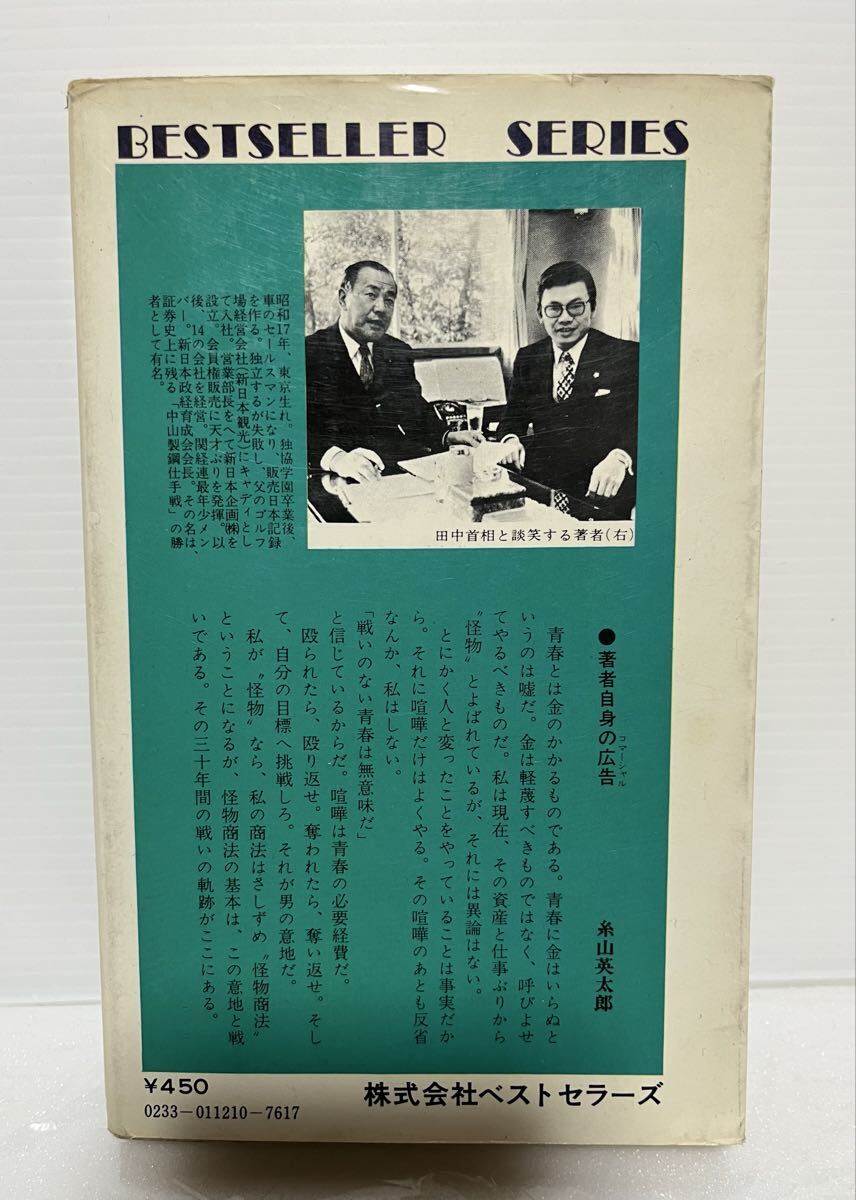 BESTSELLER SERIES
田中首相と談笑する著者(右)
昭和17年、東京生れ。独協学園卒業後、
車のセールスマンになり、販売日本記録
を作る。独立するが失敗し、父のゴルフ
場経営会社(新日本観光)にキャディとし
て入社。営業部長をへて新日本企画㈱を
設立。会員権販売に天才ぶりを発揮。以
後、14の会社を経営。関経連最年少メン
バー。新日本政経育成会会長。その名は、
証券史上に残る「中山製鋼仕手戦」の勝
者として有名。
●著者自身の広告 糸山英太郎
コマーシャル
青春とは金のかかるものである。青春に金はいらぬと
いうのは嘘だ。金は軽蔑すべきものではなく、呼びよせ
てやるべきものだ。私は現在、その資産と仕事ぶりから
〝怪物〟とよばれているが、それには異論はない。
とにかく人と変ったことをやっていることは事実だか
ら。それに喧嘩だけはよくやる。その喧嘩のあとも反省
なんか、私はしない。
「戦いのない青春は無意味だ」
と信じているからだ。喧嘩は青春の必要経費だ。
殴られたら、殴り返せ。奪われたら、奪い返せ。そし
て、自分の目標へ挑戦しろ。それが男の意地だ。
私が〝怪物〟なら、私の商法はさしずめ〝怪物商法〟
ということになるが、怪物商法の基本は、この意地と戦
いである。その三十年間の戦いの軌跡がここにある。
¥450
0233-011210-7617
株式会社ベストセラーズ